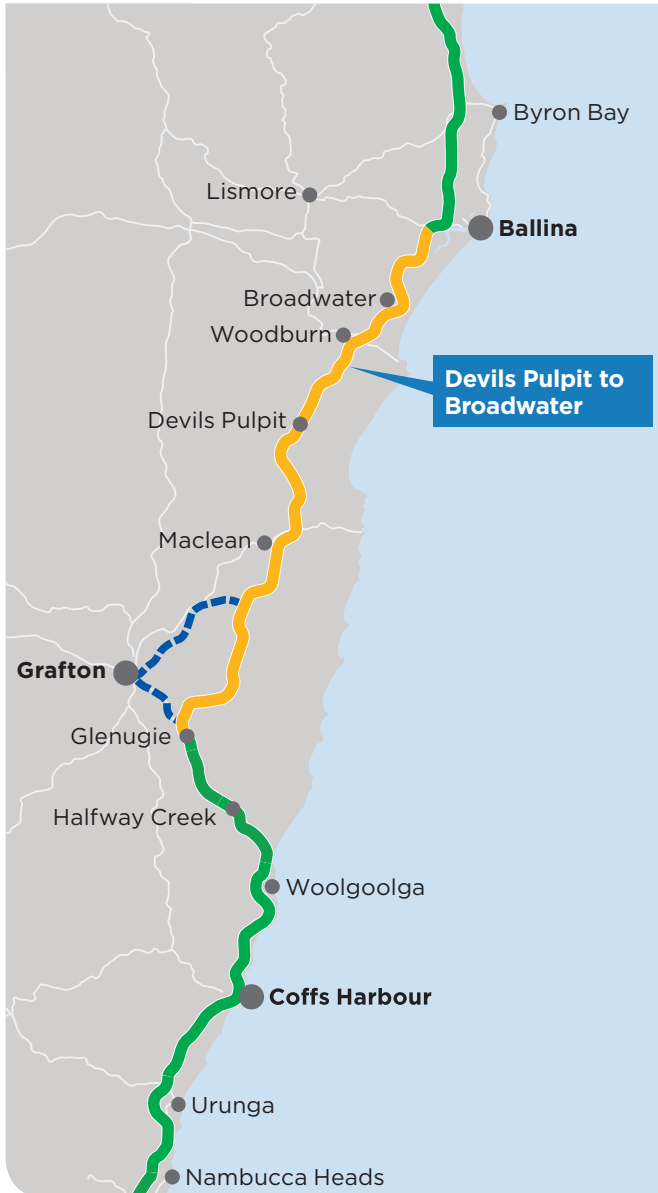 Byron Bay
Lismore
Ballina
Broadwater
Woodburn
Devils Pulpit to
Broadwater
Devils Pulpit
Maclean
Grafton
Glenugie
Halfway Creek
Woolgoolga
Coffs Harbour
Urunga
Nambucca Heads